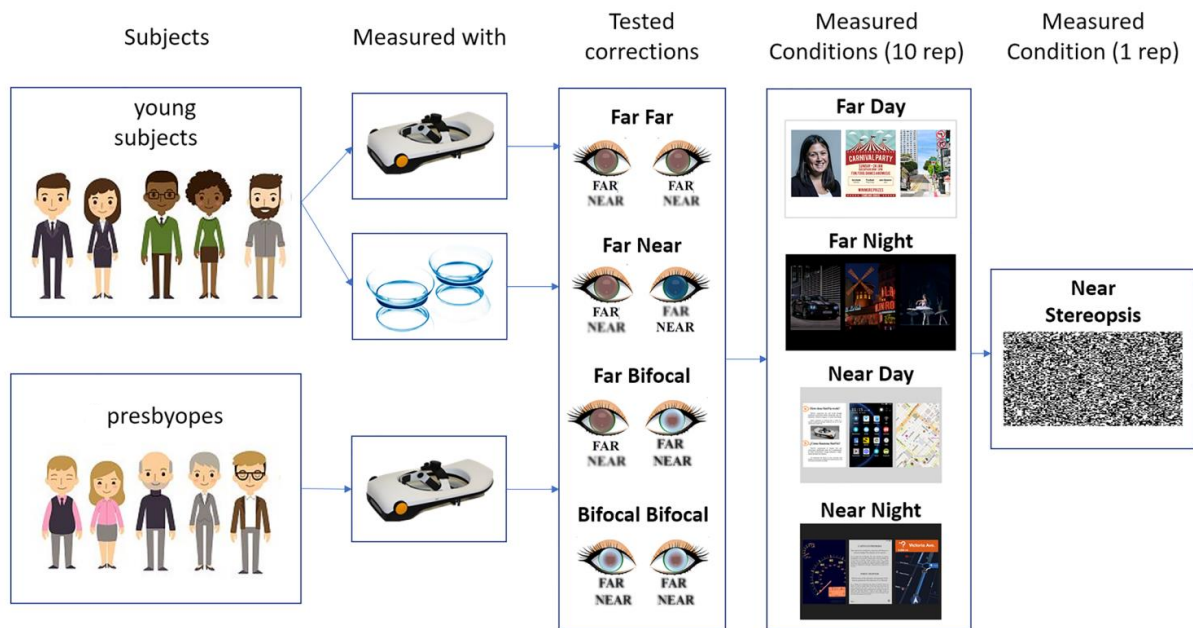 Subjects
Measured with
Tested
corrections
Measured
Conditions (10 rep)
Measured
Condition (1 rep)
young
subjects
presbyopes
Far Far
FAR
NEAR
FAR
NEAR
Far Near
FAR
NEAR
FAR
NEAR
Far Bifocal
FAR
NEAR
FAR
NEAR
Bifocal Bifocal
FAR
NEAR
FAR
NEAR
Far Day
CARNIVAL PARTY
Far Night
Near Day
Near Night
Victoria Ave.
Near
Stereopsis